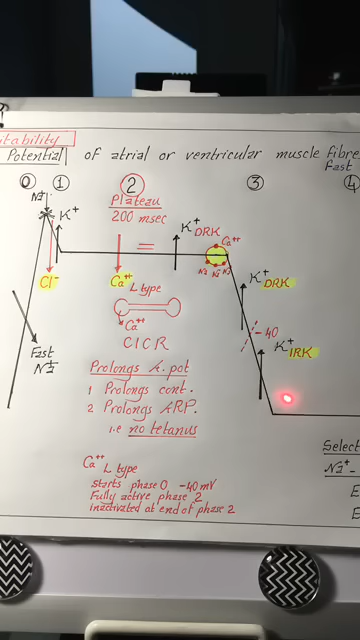 itability
Potential of atrial or ventricular muscle fibre
Fast
0 1 2 3 4
Na+
K+
Plateau
200 msec
=
K+ DRK
Ca++
Na Na Na
Cl-
Ca++ L type
Ca++
CICR
K+ DRK
-40
K+ IRK
Fast
Na+
Prolongs A. pot
1 Prolongs cont.
2 Prolongs ARP.
i.e no tetanus
Ca++ L type
starts phase 0 -40 mV
Fully active phase 2
inactivated at end of phase 2
Select
Na+ -
E
E